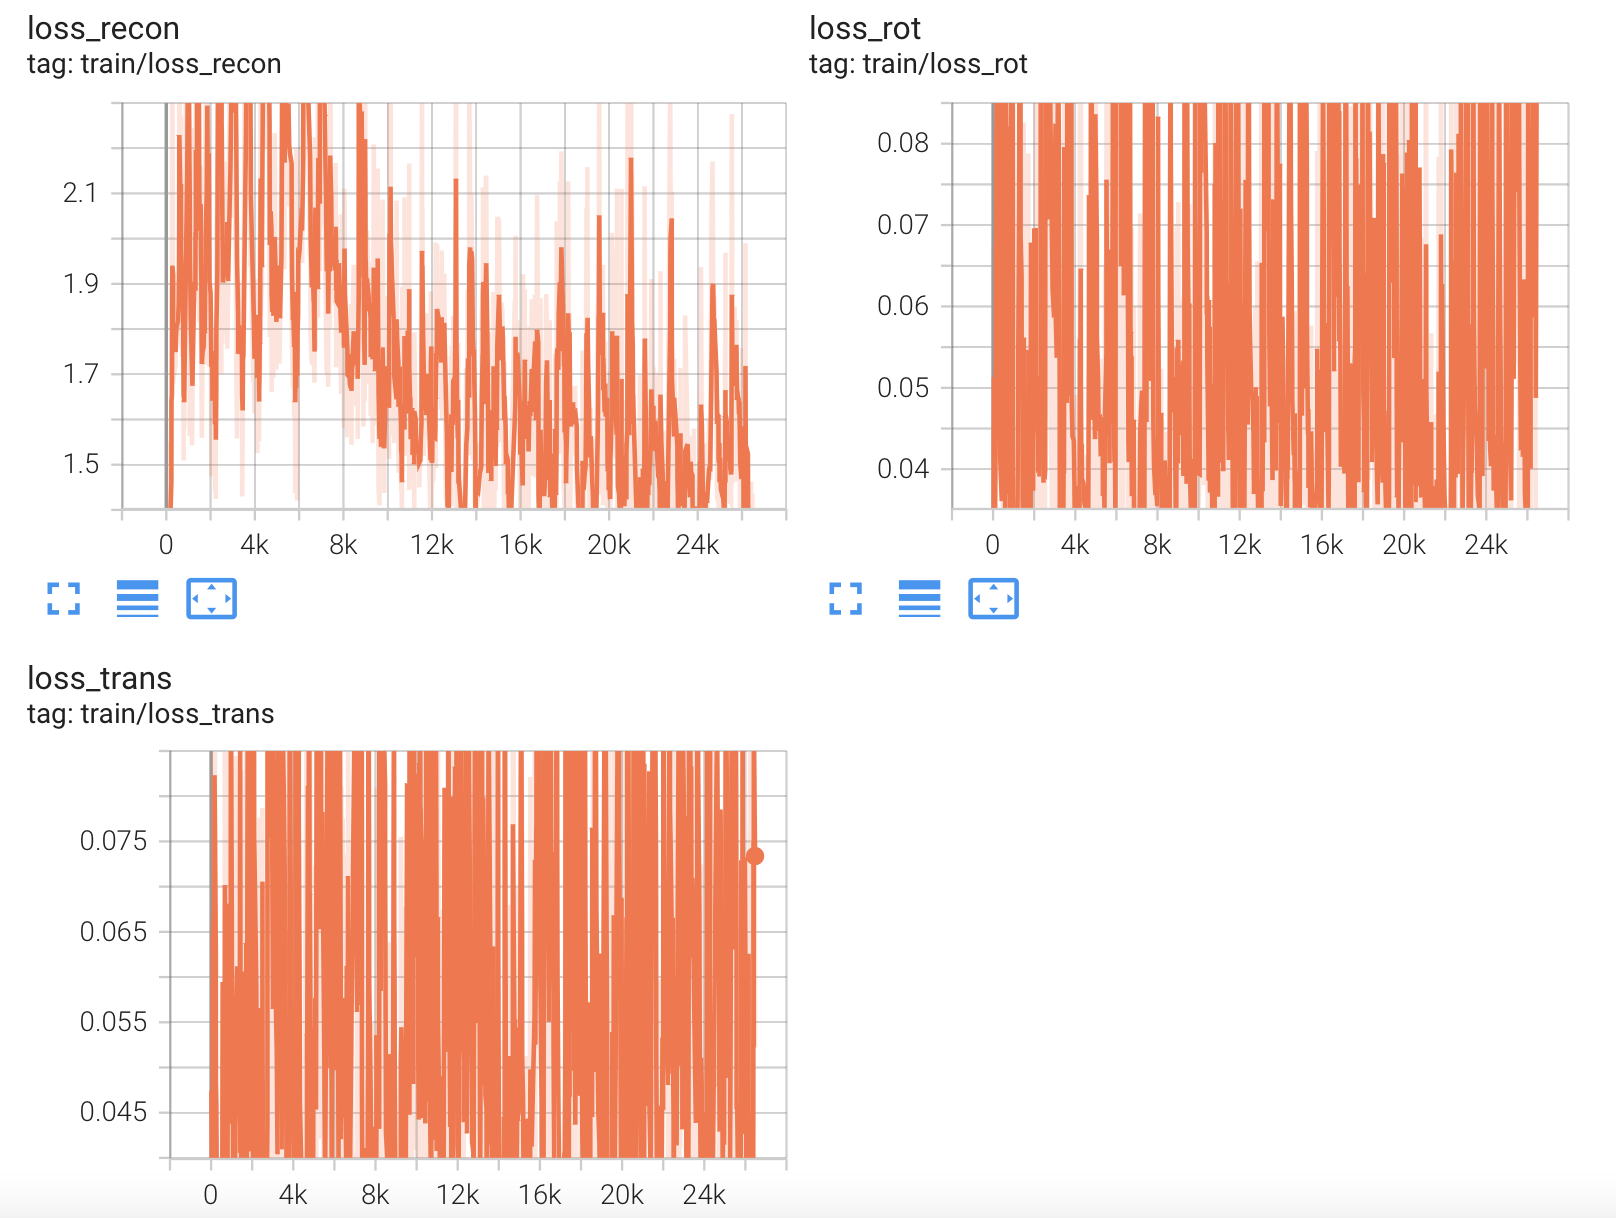 loss_recon
tag: train/loss_recon
2.1
1.9
1.7
1.5
0 4k 8k 12k 16k 20k 24k
loss_rot
tag: train/loss_rot
0.08
0.07
0.06
0.05
0.04
0 4k 8k 12k 16k 20k 24k
loss_trans
tag: train/loss_trans
0.075
0.065
0.055
0.045
0 4k 8k 12k 16k 20k 24k